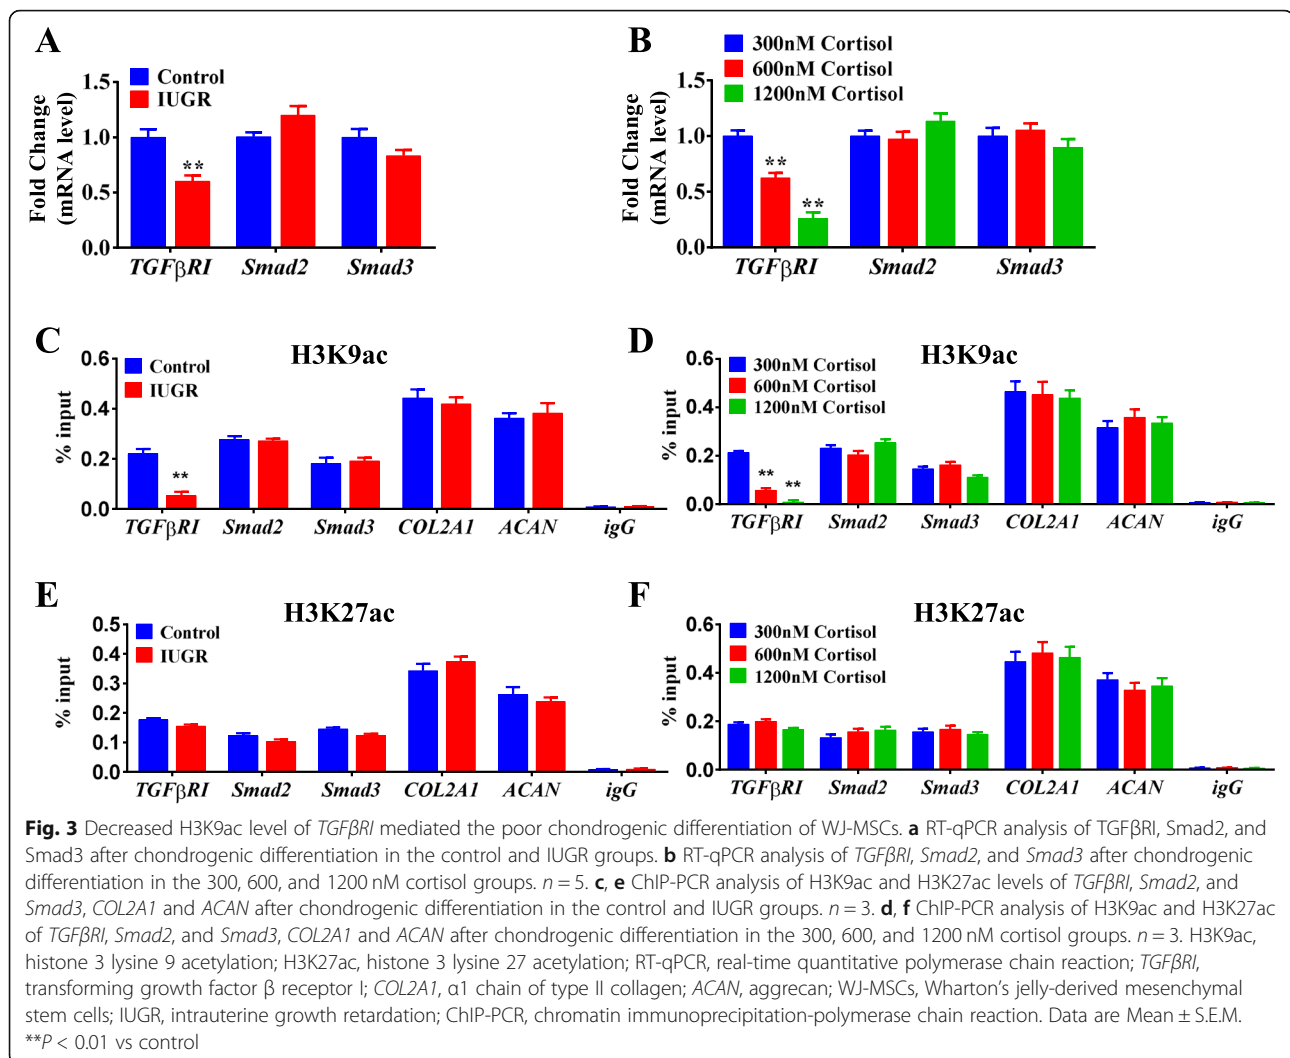 A
Control
IUGR
Fold Change
(mRNA level)
1.5
1.0
0.5
0.0
**
TGFβRI Smad2 Smad3
B
300nM Cortisol
600nM Cortisol
1200nM Cortisol
Fold Change
(mRNA level)
1.5
1.0
0.5
0.0
**
**
TGFβRI Smad2 Smad3
C
H3K9ac
Control
IUGR
% input
0.6
0.4
0.2
0.0
**
TGFβRI Smad2 Smad3 COL2A1 ACAN igG
D
H3K9ac
300nM Cortisol
600nM Cortisol
1200nM Cortisol
% input
0.6
0.4
0.2
0.0
**
**
TGFβRI Smad2 Smad3 COL2A1 ACAN igG
E
H3K27ac
Control
IUGR
% input
0.5
0.4
0.3
0.2
0.1
0.0
TGFβRI Smad2 Smad3 COL2A1 ACAN igG
F
H3K27ac
300nM Cortisol
600nM Cortisol
1200nM Cortisol
% input
0.6
0.4
0.2
0.0
TGFβRI Smad2 Smad3 COL2A1 ACAN igG
Fig. 3 Decreased H3K9ac level of TGFβRI mediated the poor chondrogenic differentiation of WJ-MSCs. a RT-qPCR analysis of TGFβRI, Smad2, and
Smad3 after chondrogenic differentiation in the control and IUGR groups. b RT-qPCR analysis of TGFβRI, Smad2, and Smad3 after chondrogenic
differentiation in the 300, 600, and 1200 nM cortisol groups. n = 5. c, e ChIP-PCR analysis of H3K9ac and H3K27ac levels of TGFβRI, Smad2, and
Smad3, COL2A1 and ACAN after chondrogenic differentiation in the control and IUGR groups. n = 3. d, f ChIP-PCR analysis of H3K9ac and H3K27ac
of TGFβRI, Smad2, and Smad3, COL2A1 and ACAN after chondrogenic differentiation in the 300, 600, and 1200 nM cortisol groups. n = 3. H3K9ac,
histone 3 lysine 9 acetylation; H3K27ac, histone 3 lysine 27 acetylation; RT-qPCR, real-time quantitative polymerase chain reaction; TGFβRI,
transforming growth factor β receptor I; COL2A1, α1 chain of type II collagen; ACAN, aggrecan; WJ-MSCs, Wharton's jelly-derived mesenchymal
stem cells; IUGR, intrauterine growth retardation; ChIP-PCR, chromatin immunoprecipitation-polymerase chain reaction. Data are Mean ± S.E.M.
**P < 0.01 vs control